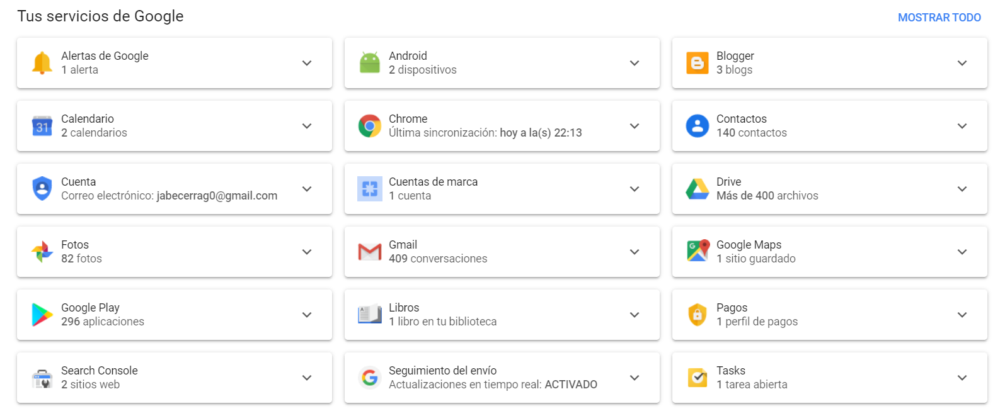 Tus servicios de Google
MOSTRAR TODO
Alertas de Google
1 alerta
Android
2 dispositivos
Blogger
3 blogs
31
Calendario
2 calendarios
Chrome
Última sincronización: hoy a la(s) 22:13
Contactos
140 contactos
Cuenta
Correo electrónico: jabecerrag0@gmail.com
Cuentas de marca
1 cuenta
Drive
Más de 400 archivos
Fotos
82 fotos
Gmail
409 conversaciones
G
Google Maps
1 sitio guardado
Google Play
296 aplicaciones
A
Libros
1 libro en tu biblioteca
Pagos
1 perfil de pagos
Search Console
2 sitios web
G
Seguimiento del envío
Actualizaciones en tiempo real: ACTIVADO
Tasks
1 tarea abierta